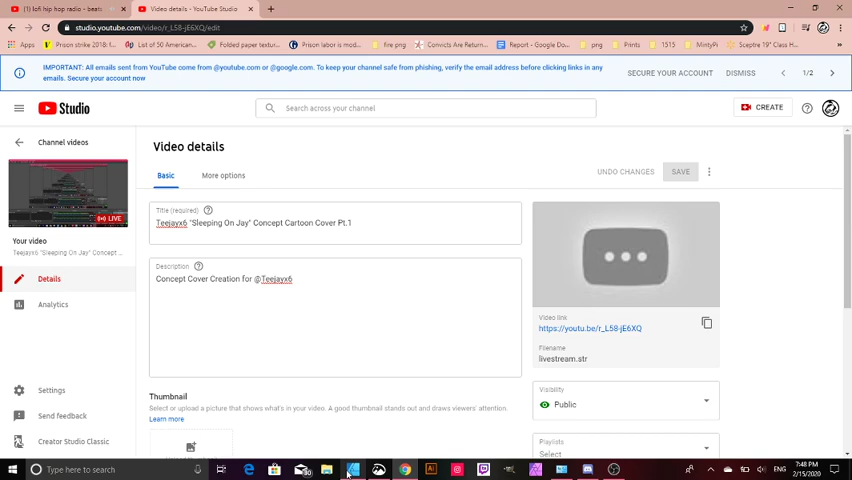 lofi hip hop radio - beats
Video details - YouTube Studio
studio.youtube.com/video/r_L58-jE6XQ/edit
Apps
Prison strike 2018: f...
List of 50 American...
Folded paper textur...
Prison labor is mod...
fire png
Convicts Are Return...
Report - Google Do...
png
Prints
1515
MintyPi
Sceptre 19" Class H...
IMPORTANT: All emails sent from YouTube come from @youtube.com or @google.com. To keep your channel safe from phishing, verify the email address before clicking links in any
emails. Secure your account now
SECURE YOUR ACCOUNT
DISMISS
1/2
Studio
Search across your channel
CREATE
Channel videos
Video details
Basic
More options
UNDO CHANGES
SAVE
LIVE
Your video
Teejayx6 "Sleeping On Jay" Concept ...
Details
Analytics
Settings
Send feedback
Creator Studio Classic
Title (required)
Teejayx6 "Sleeping On Jay" Concept Cartoon Cover Pt.1
Description
Concept Cover Creation for @Teejayx6
Thumbnail
Select or upload a picture that shows what's in your video. A good thumbnail stands out and draws viewers' attention.
Learn more
Video link
https://youtu.be/r_L58-jE6XQ
Filename
livestream.str
Visibility
Public
Playlists
Type here to search
ENG
7:48 PM
2/15/2020